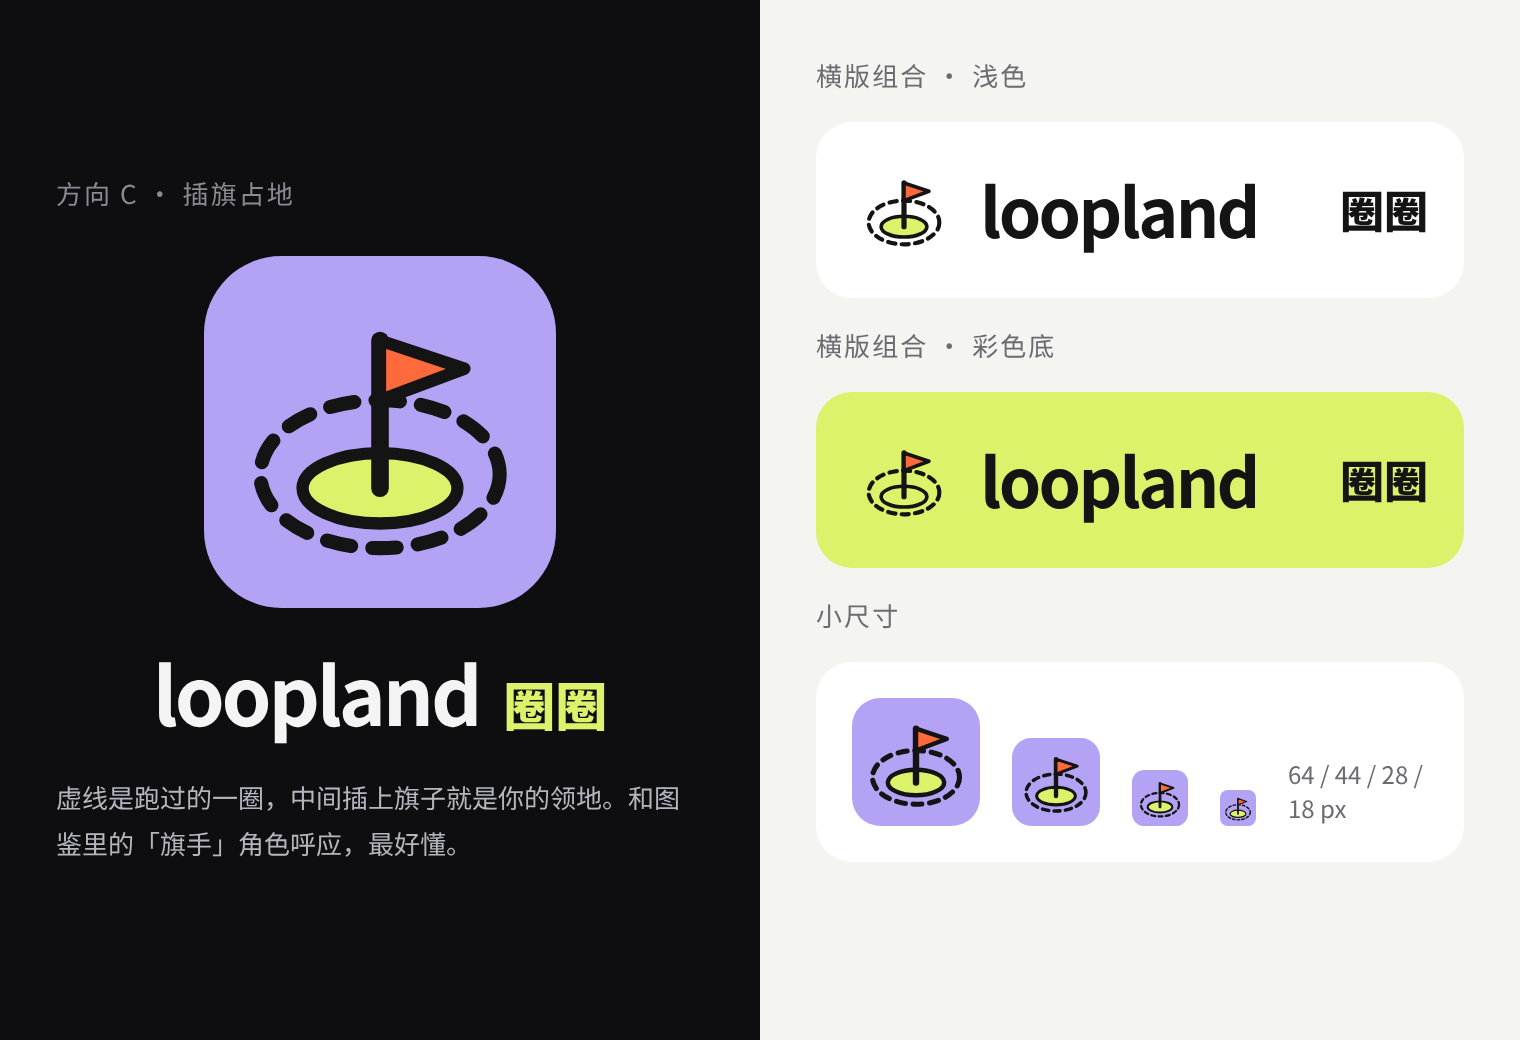 方向 C · 插旗占地
loopland 圈圈
虚线是跑过的一圈，中间插上旗子就是你的领地。和图
鉴里的「旗手」角色呼应，最好懂。
横版组合 · 浅色
loopland 圈圈
横版组合 · 彩色底
loopland 圈圈
小尺寸
64 / 44 / 28 /
18 px